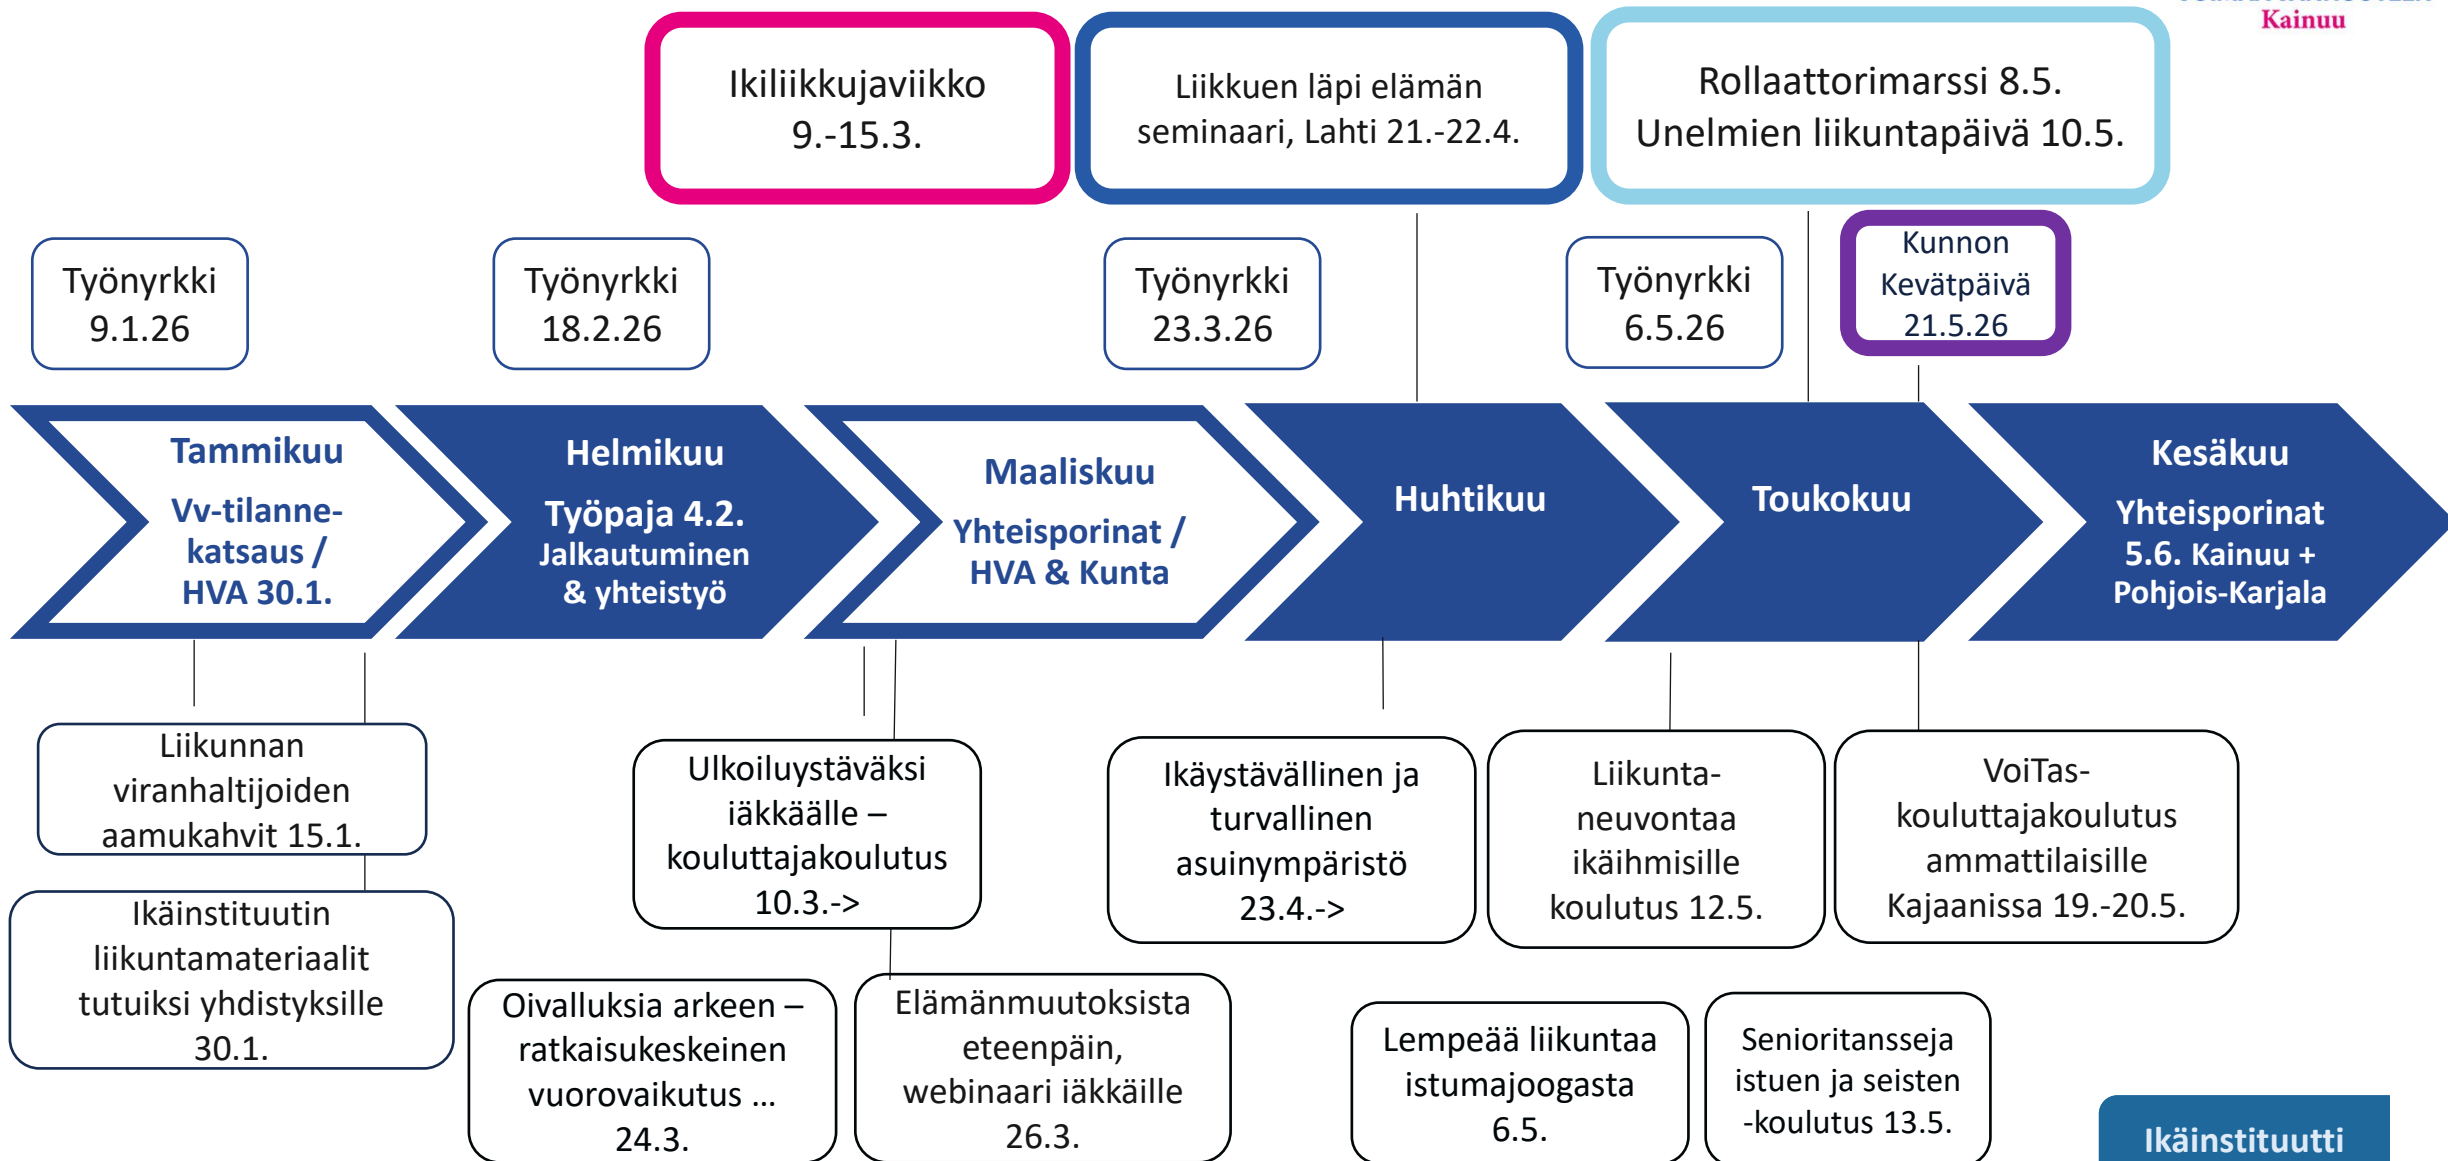 Kainuu
Ikiliikkujaviikko
9.-15.3.
Liikkuen läpi elämän
seminaari, Lahti 21.-22.4.
Rollaattorimarssi 8.5.
Unelmien liikuntapäivä 10.5.
Työnyrkki
9.1.26
Työnyrkki
18.2.26
Työnyrkki
23.3.26
Työnyrkki
6.5.26
Kunnon
Kevätpäivä
21.5.26
Tammikuu
Vv-tilanne-
katsaus /
HVA 30.1.
Helmikuu
Työpaja 4.2.
Jalkautuminen
& yhteistyö
Maaliskuu
Yhteisporinat /
HVA & Kunta
Huhtikuu
Toukokuu
Kesäkuu
Yhteisporinat
5.6. Kainuu +
Pohjois-Karjala
Liikunnan
viranhaltijoiden
aamukahvit 15.1.
Ikäinstituutin
liikuntamateriaalit
tutuiksi yhdistyksille
30.1.
Ulkoiluystäväksi
iäkkäälle –
kouluttajakoulutus
10.3.->
Oivalluksia arkeen –
ratkaisukeskeinen
vuorovaikutus ...
24.3.
Elämänmuutoksista
eteenpäin,
webinaari iäkkäille
26.3.
Ikäystävällinen ja
turvallinen
asuinympäristö
23.4.->
Liikunta-
neuvontaa
ikäihmisille
koulutus 12.5.
VoiTas-
kouluttajakoulutus
ammattilaisille
Kajaanissa 19.-20.5.
Lempeää liikuntaa
istumajoogasta
6.5.
Senioritansseja
istuen ja seisten
-koulutus 13.5.
Ikäinstituutti